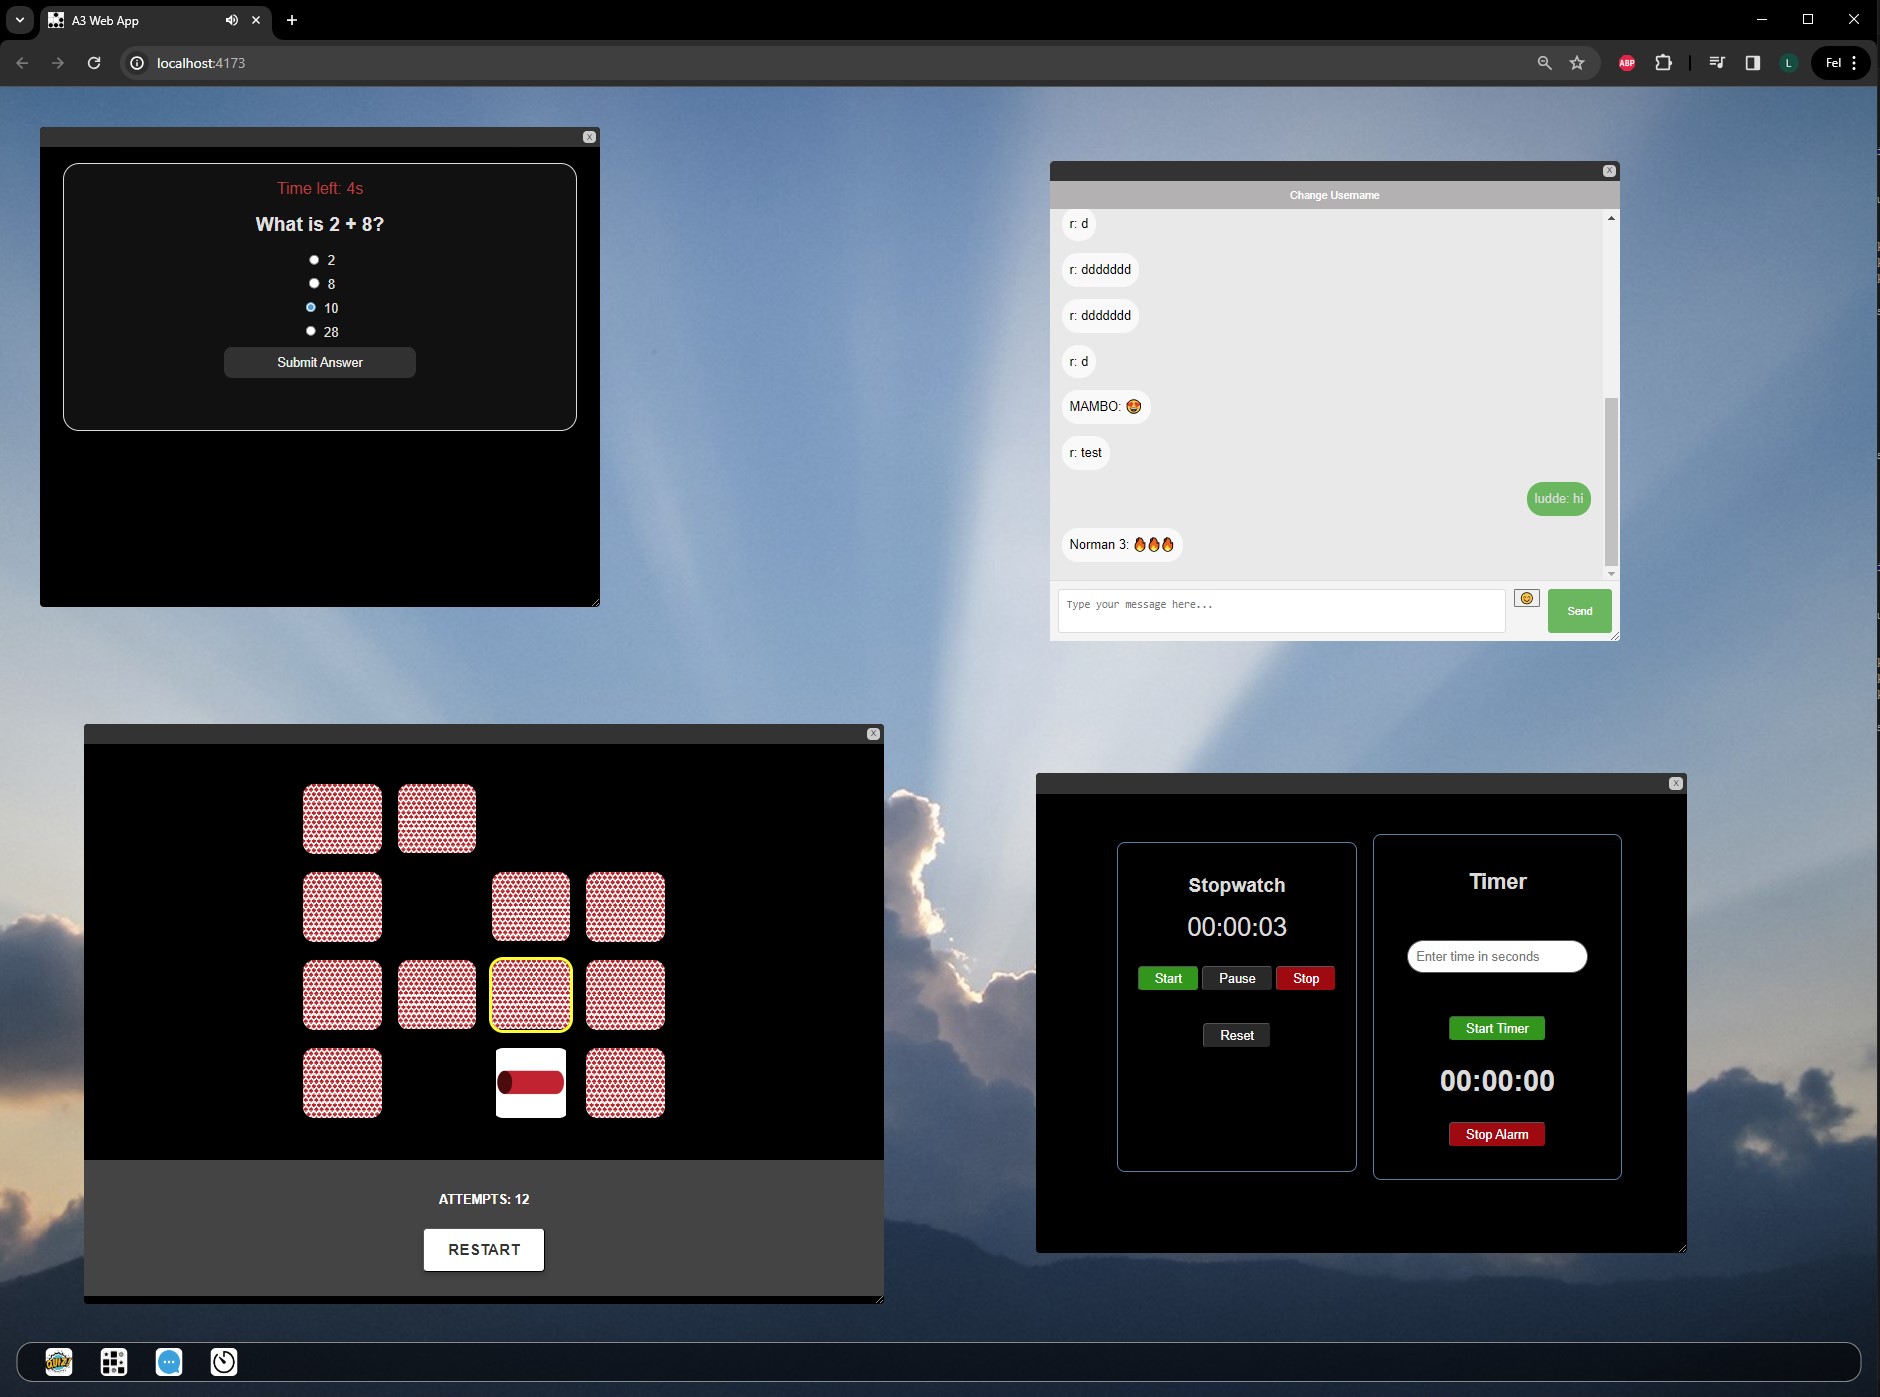 A3 Web App
localhost:4173
ABP
L
Fel
X
Time left: 4s
What is 2 + 8?
2
8
10
28
Submit Answer
X
Change Username
r: d
r: ddddddd
r: ddddddd
r: d
MAMBO: 😍
r: test
ludde: hi
Norman 3: 🔥🔥🔥
Type your message here...
Send
X
ATTEMPTS: 12
RESTART
X
Stopwatch
00:00:03
Start Pause Stop
Reset
Timer
Enter time in seconds
Start Timer
00:00:00
Stop Alarm
QUIZ!